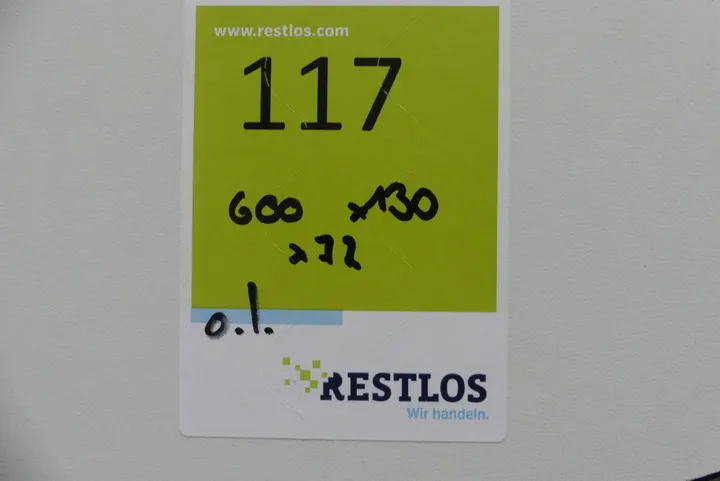 www.restlos.com
117
600 x130
x72
o.l.
RESTLOS
Wir handeln.